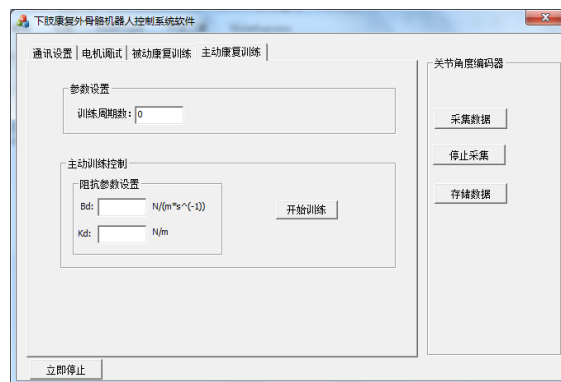 下肢康复外骨骼机器人控制系统软件
通讯设置 电机调试 被动康复训练 主动康复训练
参数设置
训练周期数: 0
主动训练控制
阻抗参数设置
Bd: N/(m*s^(-1))
Kd: N/m
开始训练
关节角度编码器
采集数据
停止采集
存储数据
立即停止